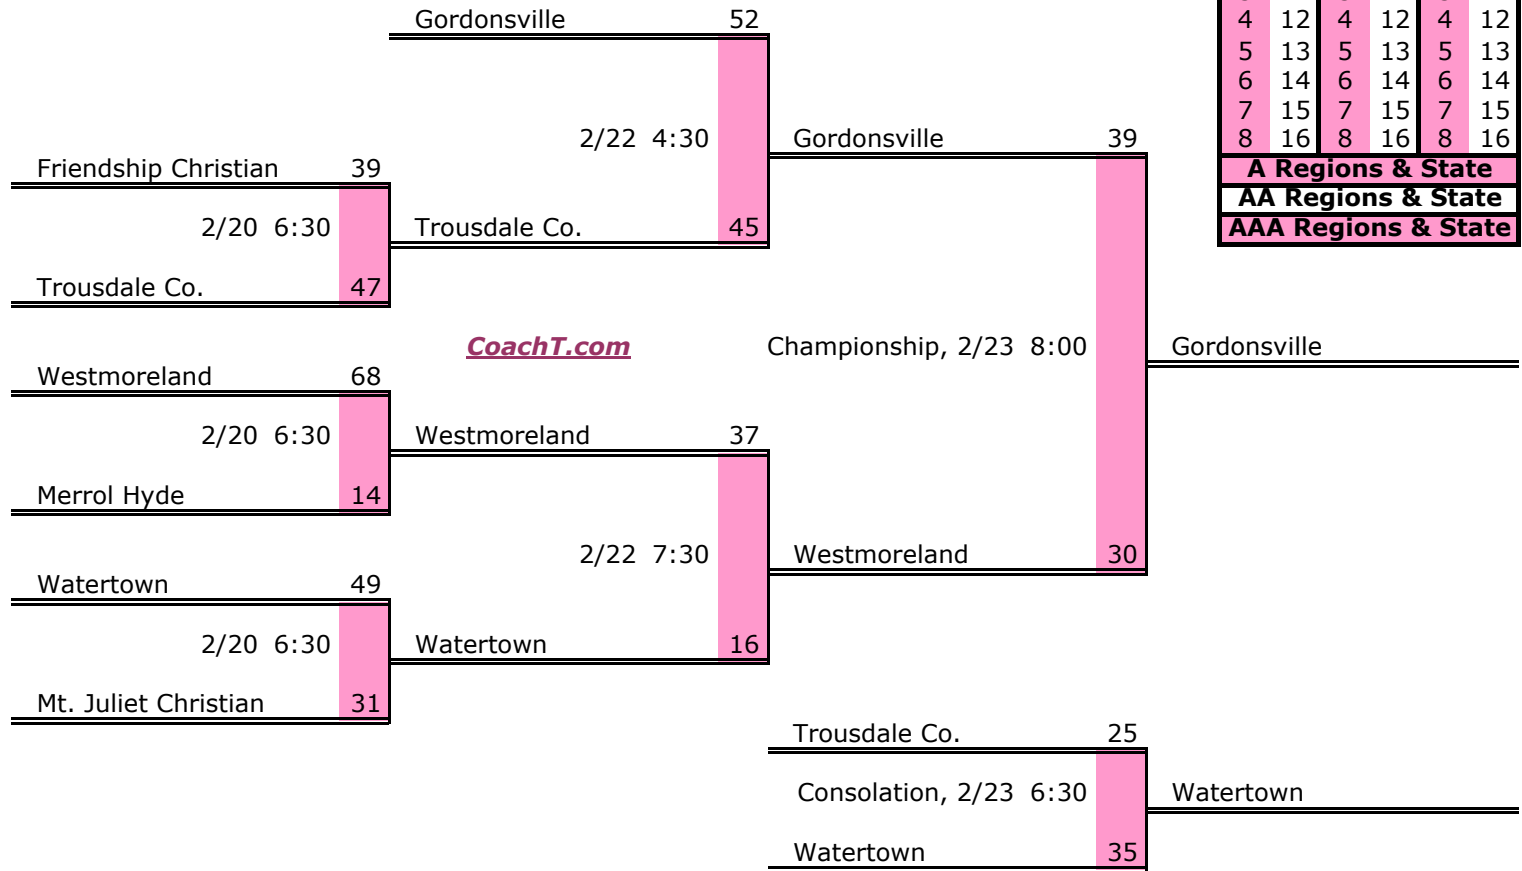 Gordonsville 52
4 12 4 12 4 12
5 13 5 13 5 13
6 14 6 14 6 14
7 15 7 15 7 15
2/22 4:30 Gordonsville 39
8 16 8 16 8 16
Friendship Christian 39
A Regions & State
AA Regions & State
2/20 6:30 Trousdale Co. 45
AAA Regions & State
Trousdale Co. 47
CoachT.com Championship, 2/23 8:00 Gordonsville
Westmoreland 68
2/20 6:30 Westmoreland 37
Merrol Hyde 14
2/22 7:30 Westmoreland 30
Watertown 49
2/20 6:30 Watertown 16
Mt. Juliet Christian 31
Trousdale Co. 25
Consolation, 2/23 6:30 Watertown
Watertown 35